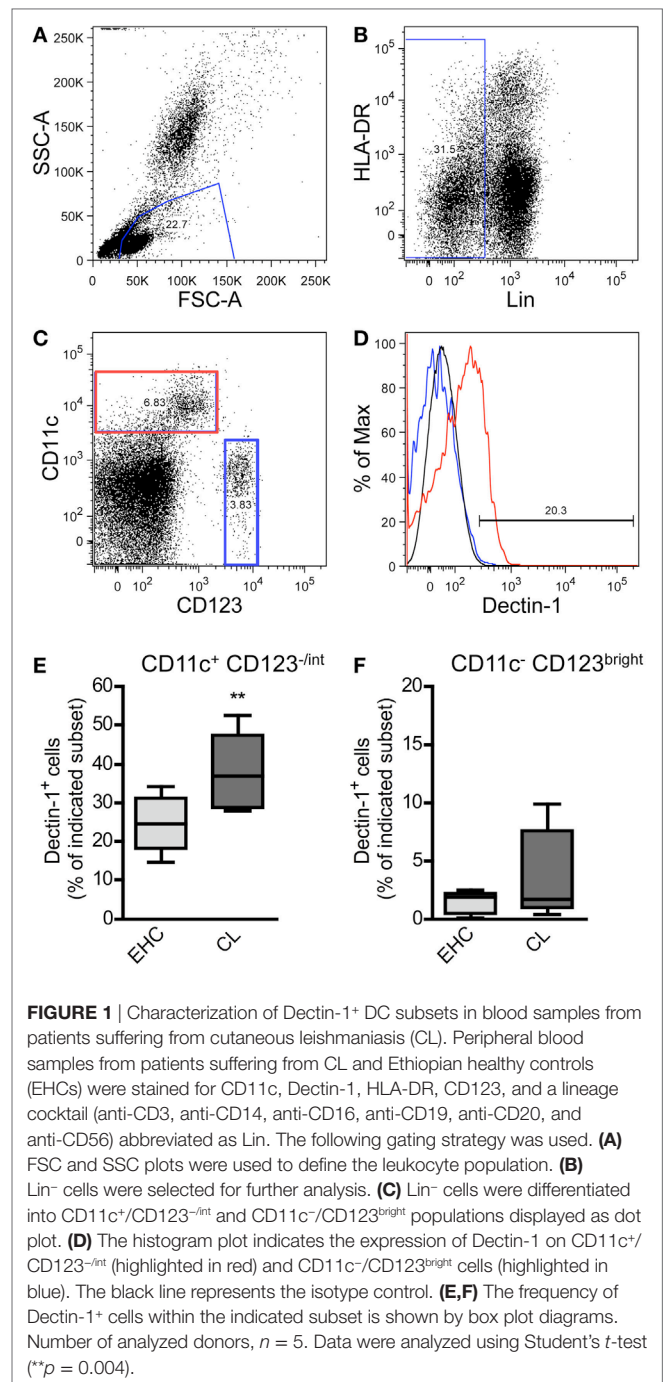 A
B
250K
200K
150K
100K
50K
0
SSC-A
22.7
0 50K 100K 150K 200K 250K
FSC-A
10⁵
10⁴
10³
10²
0
HLA-DR
31.5
0 10² 10³ 10⁴ 10⁵
Lin
C
D
10⁵
10⁴
10³
10²
0
CD11c
6.83
3.83
0 10² 10³ 10⁴ 10⁵
CD123
100
80
60
40
20
0
% of Max
20.3
0 10² 10³ 10⁴ 10⁵
Dectin-1
E
CD11c⁺ CD123⁻/ⁱⁿᵗ
60
50
40
30
20
10
0
Dectin-1⁺ cells
(% of indicated subset)
**
EHC
CL
F
CD11c⁻ CD123ᵇʳⁱᵍʰᵗ
20
15
10
5
0
Dectin-1⁺ cells
(% of indicated subset)
EHC
CL
FIGURE 1 | Characterization of Dectin-1⁺ DC subsets in blood samples from
patients suffering from cutaneous leishmaniasis (CL). Peripheral blood
samples from patients suffering from CL and Ethiopian healthy controls
(EHCs) were stained for CD11c, Dectin-1, HLA-DR, CD123, and a lineage
cocktail (anti-CD3, anti-CD14, anti-CD16, anti-CD19, anti-CD20, and
anti-CD56) abbreviated as Lin. The following gating strategy was used. (A)
FSC and SSC plots were used to define the leukocyte population. (B)
Lin⁻ cells were selected for further analysis. (C) Lin⁻ cells were differentiated
into CD11c⁺/CD123⁻/ⁱⁿᵗ and CD11c⁻/CD123ᵇʳⁱᵍʰᵗ populations displayed as dot
plot. (D) The histogram plot indicates the expression of Dectin-1 on CD11c⁺/
CD123⁻/ⁱⁿᵗ (highlighted in red) and CD11c⁻/CD123ᵇʳⁱᵍʰᵗ cells (highlighted in
blue). The black line represents the isotype control. (E,F) The frequency of
Dectin-1⁺ cells within the indicated subset is shown by box plot diagrams.
Number of analyzed donors, n = 5. Data were analyzed using Student's t-test
(**p = 0.004).